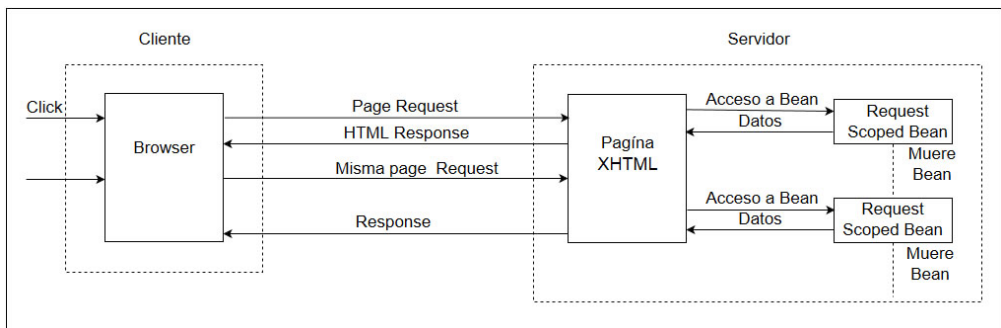 Cliente
Servidor
Click
Browser
Page Request
HTML Response
Misma page Request
Response
Pagína
XHTML
Acceso a Bean
Datos
Request
Scoped Bean
Muere
Bean
Acceso a Bean
Datos
Request
Scoped Bean
Muere
Bean